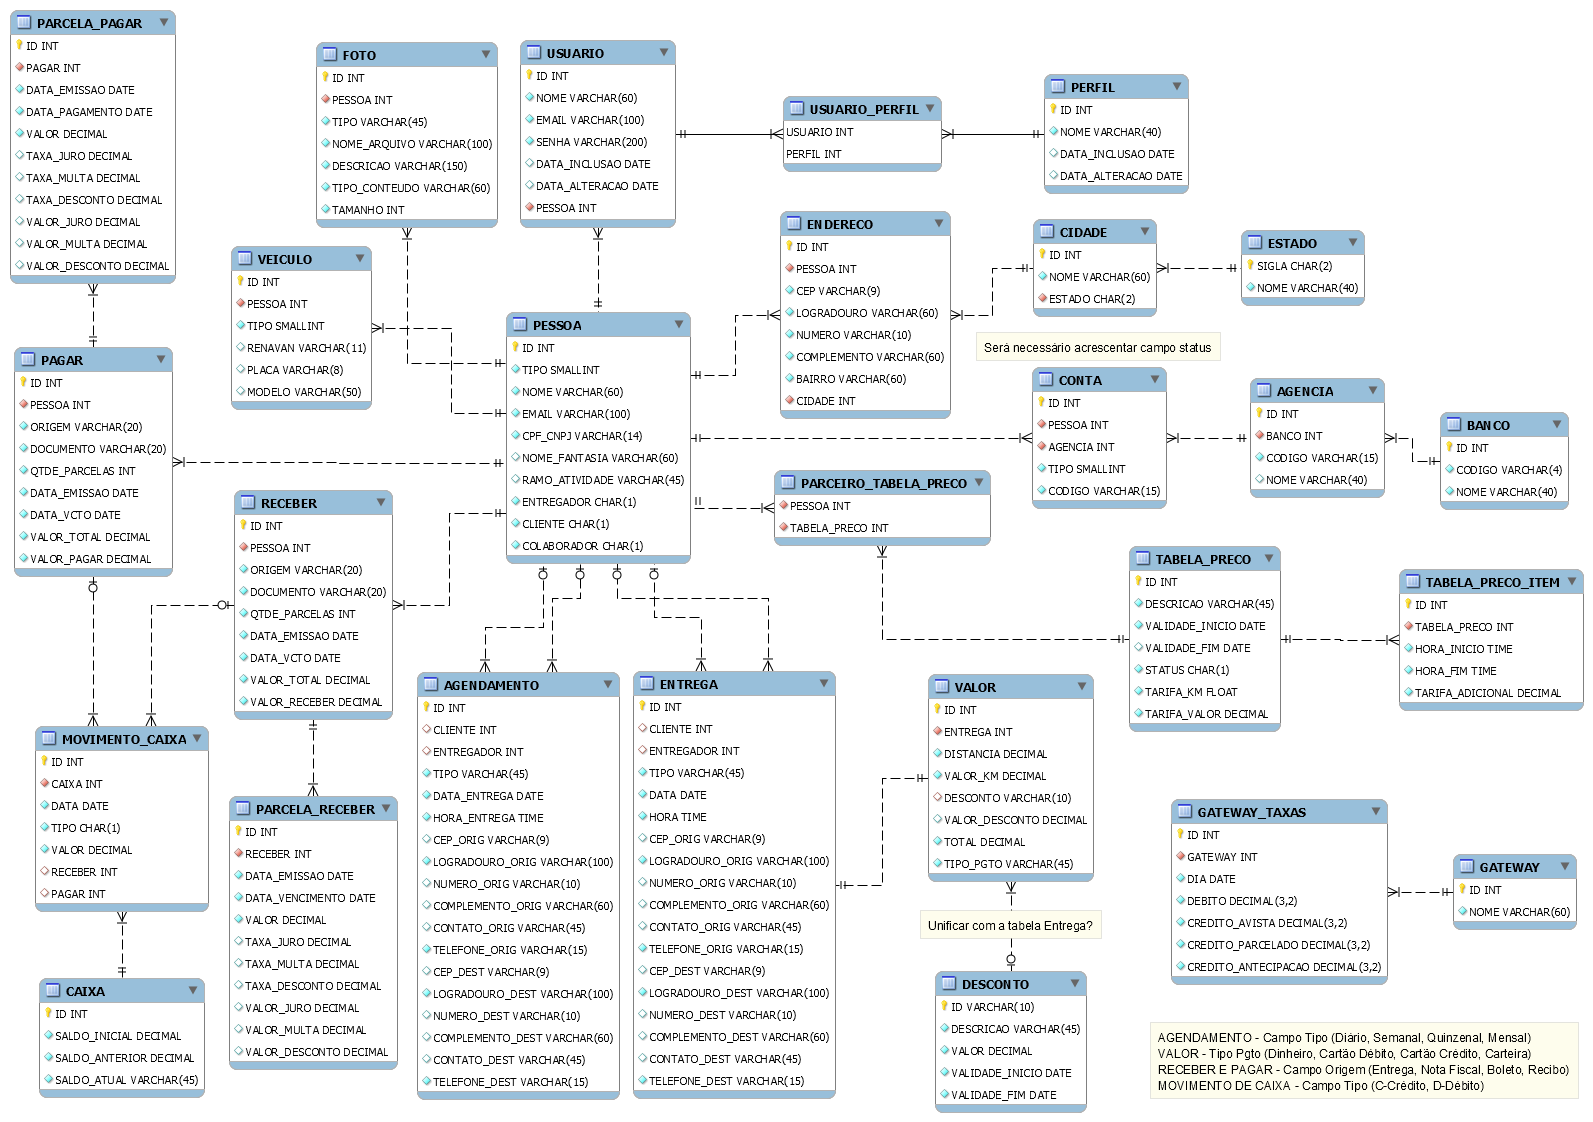 PARCELA_PAGAR
ID INT
PAGAR INT
DATA_EMISSAO DATE
DATA_PAGAMENTO DATE
VALOR DECIMAL
TAXA_JURO DECIMAL
TAXA_MULTA DECIMAL
TAXA_DESCONTO DECIMAL
VALOR_JURO DECIMAL
VALOR_MULTA DECIMAL
VALOR_DESCONTO DECIMAL
FOTO
ID INT
PESSOA INT
TIPO VARCHAR(45)
NOME_ARQUIVO VARCHAR(100)
DESCRICAO VARCHAR(150)
TIPO_CONTEUDO VARCHAR(60)
TAMANHO INT
USUARIO
ID INT
NOME VARCHAR(60)
EMAIL VARCHAR(100)
SENHA VARCHAR(200)
DATA_INCLUSAO DATE
DATA_ALTERACAO DATE
PESSOA INT
USUARIO_PERFIL
USUARIO INT
PERFIL INT
PERFIL
ID INT
NOME VARCHAR(40)
DATA_INCLUSAO DATE
DATA_ALTERACAO DATE
VEICULO
ID INT
PESSOA INT
TIPO SMALLINT
RENAVAN VARCHAR(11)
PLACA VARCHAR(8)
MODELO VARCHAR(50)
ENDERECO
ID INT
PESSOA INT
CEP VARCHAR(9)
LOGRADOURO VARCHAR(60)
NUMERO VARCHAR(10)
COMPLEMENTO VARCHAR(60)
BAIRRO VARCHAR(60)
CIDADE INT
CIDADE
ID INT
NOME VARCHAR(60)
ESTADO CHAR(2)
ESTADO
SIGLA CHAR(2)
NOME VARCHAR(40)
Será necessário acrescentar campo status
PAGAR
ID INT
PESSOA INT
ORIGEM VARCHAR(20)
DOCUMENTO VARCHAR(20)
QTDE_PARCELAS INT
DATA_EMISSAO DATE
DATA_VCTO DATE
VALOR_TOTAL DECIMAL
VALOR_PAGAR DECIMAL
PESSOA
ID INT
TIPO SMALLINT
NOME VARCHAR(60)
EMAIL VARCHAR(100)
CPF_CNPJ VARCHAR(14)
NOME_FANTASIA VARCHAR(60)
RAMO_ATIVIDADE VARCHAR(45)
ENTREGADOR CHAR(1)
CLIENTE CHAR(1)
COLABORADOR CHAR(1)
CONTA
ID INT
PESSOA INT
AGENCIA INT
TIPO SMALLINT
CODIGO VARCHAR(15)
AGENCIA
ID INT
BANCO INT
CODIGO VARCHAR(15)
NOME VARCHAR(40)
BANCO
ID INT
CODIGO VARCHAR(4)
NOME VARCHAR(40)
RECEBER
ID INT
PESSOA INT
ORIGEM VARCHAR(20)
DOCUMENTO VARCHAR(20)
QTDE_PARCELAS INT
DATA_EMISSAO DATE
DATA_VCTO DATE
VALOR_TOTAL DECIMAL
VALOR_RECEBER DECIMAL
PARCEIRO_TABELA_PRECO
PESSOA INT
TABELA_PRECO INT
TABELA_PRECO
ID INT
DESCRICAO VARCHAR(45)
VALIDADE_INICIO DATE
VALIDADE_FIM DATE
STATUS CHAR(1)
TARIFA_KM FLOAT
TARIFA_VALOR DECIMAL
TABELA_PRECO_ITEM
ID INT
TABELA_PRECO INT
HORA_INICIO TIME
HORA_FIM TIME
TARIFA_ADICIONAL DECIMAL
MOVIMENTO_CAIXA
ID INT
CAIXA INT
DATA DATE
TIPO CHAR(1)
VALOR DECIMAL
RECEBER INT
PAGAR INT
PARCELA_RECEBER
ID INT
RECEBER INT
DATA_EMISSAO DATE
DATA_VENCIMENTO DATE
VALOR DECIMAL
TAXA_JURO DECIMAL
TAXA_MULTA DECIMAL
TAXA_DESCONTO DECIMAL
VALOR_JURO DECIMAL
VALOR_MULTA DECIMAL
VALOR_DESCONTO DECIMAL
AGENDAMENTO
ID INT
CLIENTE INT
ENTREGADOR INT
TIPO VARCHAR(45)
DATA_ENTREGA DATE
HORA_ENTREGA TIME
CEP_ORIG VARCHAR(9)
LOGRADOURO_ORIG VARCHAR(100)
NUMERO_ORIG VARCHAR(10)
COMPLEMENTO_ORIG VARCHAR(60)
CONTATO_ORIG VARCHAR(45)
TELEFONE_ORIG VARCHAR(15)
CEP_DEST VARCHAR(9)
LOGRADOURO_DEST VARCHAR(100)
NUMERO_DEST VARCHAR(10)
COMPLEMENTO_DEST VARCHAR(60)
CONTATO_DEST VARCHAR(45)
TELEFONE_DEST VARCHAR(15)
ENTREGA
ID INT
CLIENTE INT
ENTREGADOR INT
TIPO VARCHAR(45)
DATA DATE
HORA TIME
CEP_ORIG VARCHAR(9)
LOGRADOURO_ORIG VARCHAR(100)
NUMERO_ORIG VARCHAR(10)
COMPLEMENTO_ORIG VARCHAR(60)
CONTATO_ORIG VARCHAR(45)
TELEFONE_ORIG VARCHAR(15)
CEP_DEST VARCHAR(9)
LOGRADOURO_DEST VARCHAR(100)
NUMERO_DEST VARCHAR(10)
COMPLEMENTO_DEST VARCHAR(60)
CONTATO_DEST VARCHAR(45)
TELEFONE_DEST VARCHAR(15)
VALOR
ID INT
ENTREGA INT
DISTANCIA DECIMAL
VALOR_KM DECIMAL
DESCONTO VARCHAR(10)
VALOR_DESCONTO DECIMAL
TOTAL DECIMAL
TIPO_PGTO VARCHAR(45)
Unificar com a tabela Entrega?
GATEWAY_TAXAS
ID INT
GATEWAY INT
DIA DATE
DEBITO DECIMAL(3,2)
CREDITO_AVISTA DECIMAL(3,2)
CREDITO_PARCELADO DECIMAL(3,2)
CREDITO_ANTECIPACAO DECIMAL(3,2)
GATEWAY
ID INT
NOME VARCHAR(60)
CAIXA
ID INT
SALDO_INICIAL DECIMAL
SALDO_ANTERIOR DECIMAL
SALDO_ATUAL VARCHAR(45)
DESCONTO
ID VARCHAR(10)
DESCRICAO VARCHAR(45)
VALOR DECIMAL
VALIDADE_INICIO DATE
VALIDADE_FIM DATE
AGENDAMENTO - Campo Tipo (Diário, Semanal, Quinzenal, Mensal)
VALOR - Tipo Pgto (Dinheiro, Cartão Débito, Cartão Crédito, Carteira)
RECEBER E PAGAR - Campo Origem (Entrega, Nota Fiscal, Boleto, Recibo)
MOVIMENTO DE CAIXA - Campo Tipo (C-Crédito, D-Débito)